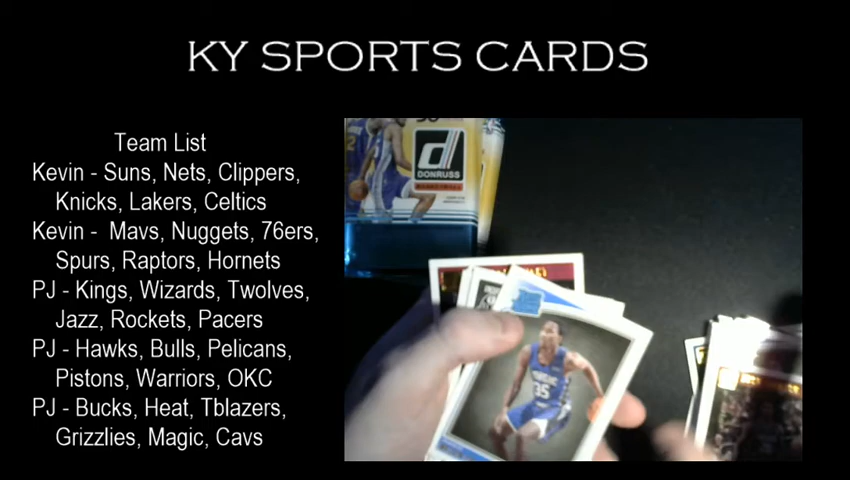 KY SPORTS CARDS
Team List
Kevin - Suns, Nets, Clippers,
Knicks, Lakers, Celtics
Kevin - Mavs, Nuggets, 76ers,
Spurs, Raptors, Hornets
PJ - Kings, Wizards, Twolves,
Jazz, Rockets, Pacers
PJ - Hawks, Bulls, Pelicans,
Pistons, Warriors, OKC
PJ - Bucks, Heat, Tblazers,
Grizzlies, Magic, Cavs
d
DONRUSS
BASKETBALL
35